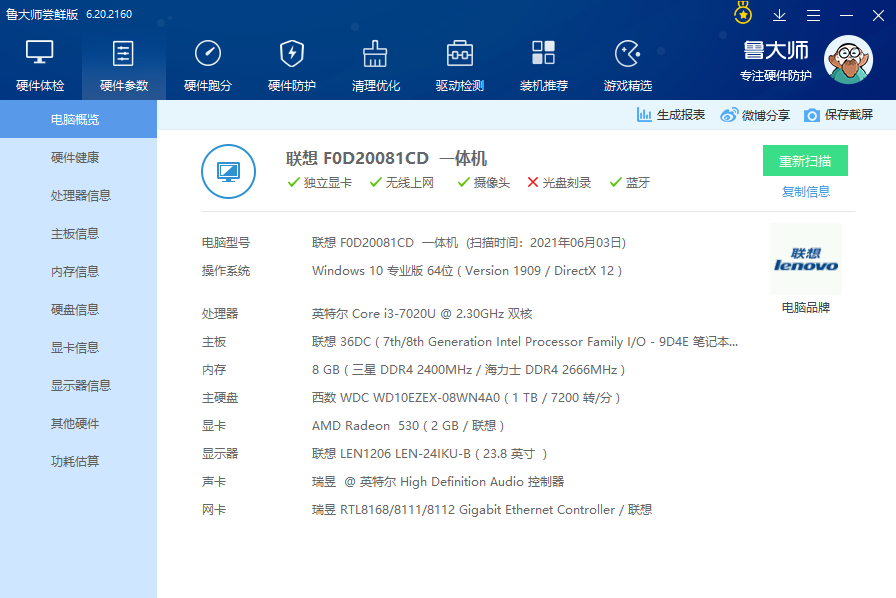 鲁大师尝鲜版 6.20.2160
硬件体检 硬件参数 硬件跑分 硬件防护 清理优化 驱动检测 装机推荐 游戏精选
鲁大师
专注硬件防护
电脑概览
硬件健康
处理器信息
主板信息
内存信息
硬盘信息
显卡信息
显示器信息
其他硬件
功耗估算
生成报表 微博分享 保存截屏
联想 F0D20081CD 一体机
独立显卡 无线上网 摄像头 光盘刻录 蓝牙
重新扫描
复制信息
电脑型号 联想 F0D20081CD 一体机 (扫描时间：2021年06月03日)
操作系统 Windows 10 专业版 64位 ( Version 1909 / DirectX 12 )
联想
lenovo
电脑品牌
处理器 英特尔 Core i3-7020U @ 2.30GHz 双核
主板 联想 36DC ( 7th/8th Generation Intel Processor Family I/O - 9D4E 笔记本...
内存 8 GB ( 三星 DDR4 2400MHz / 海力士 DDR4 2666MHz )
主硬盘 西数 WDC WD10EZEX-08WN4A0 ( 1 TB / 7200 转/分 )
显卡 AMD Radeon 530 ( 2 GB / 联想 )
显示器 联想 LEN1206 LEN-24IKU-B ( 23.8 英寸 )
声卡 瑞昱 @ 英特尔 High Definition Audio 控制器
网卡 瑞昱 RTL8168/8111/8112 Gigabit Ethernet Controller / 联想